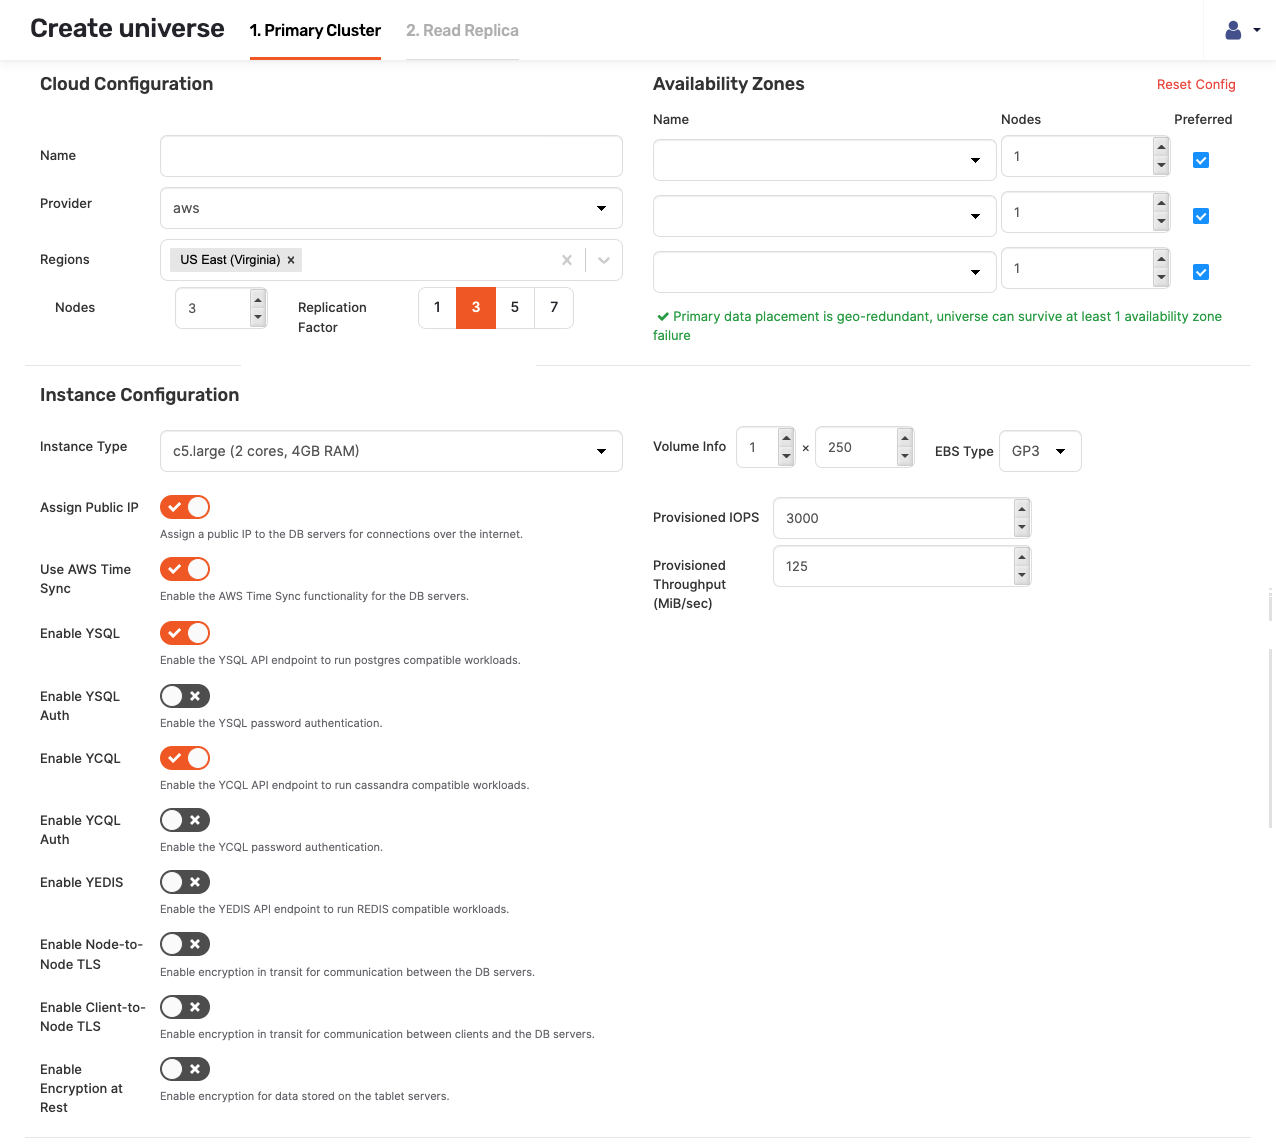 Create universe
1. Primary Cluster
2. Read Replica
Cloud Configuration
Name
Provider
aws
Regions
US East (Virginia) ×
Nodes
3
Replication
Factor
1
3
5
7
Availability Zones
Reset Config
Name
Nodes
Preferred
1
1
1
Primary data placement is geo-redundant, universe can survive at least 1 availability zone
failure
Instance Configuration
Instance Type
c5.large (2 cores, 4GB RAM)
Assign Public IP
Assign a public IP to the DB servers for connections over the internet.
Use AWS Time
Sync
Enable the AWS Time Sync functionality for the DB servers.
Enable YSQL
Enable the YSQL API endpoint to run postgres compatible workloads.
Enable YSQL
Auth
Enable the YSQL password authentication.
Enable YCQL
Enable the YCQL API endpoint to run cassandra compatible workloads.
Enable YCQL
Auth
Enable the YCQL password authentication.
Enable YEDIS
Enable the YEDIS API endpoint to run REDIS compatible workloads.
Enable Node-to-
Node TLS
Enable encryption in transit for communication between the DB servers.
Enable Client-to-
Node TLS
Enable encryption in transit for communication between clients and the DB servers.
Enable
Encryption at
Rest
Enable encryption for data stored on the tablet servers.
Volume Info
1
×
250
EBS Type
GP3
Provisioned IOPS
3000
Provisioned
Throughput
(MiB/sec)
125